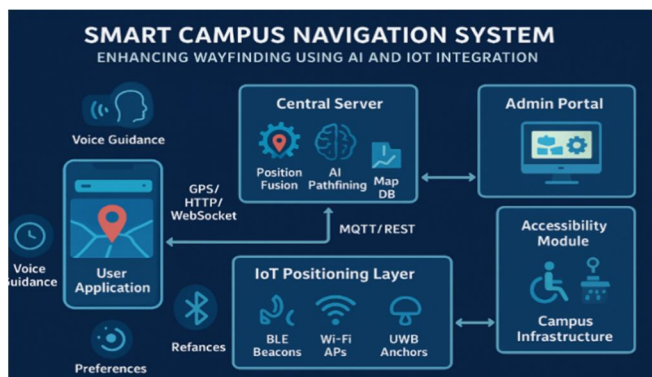 SMART CAMPUS NAVIGATION SYSTEM
ENHANCING WAYFINDING USING AI AND IOT INTEGRATION
Voice Guidance
Central Server
Position
Fusion
AI
Pathfining
Map
DB
Admin Portal
GPS/
HTTP/
WebSocket
MQTT/REST
User
Application
Voice
Guidance
Preferences
Refances
IoT Positioning Layer
BLE
Beacons
Wi-Fi
APs
UWB
Anchors
Accessibility
Module
Campus
Infrastructure